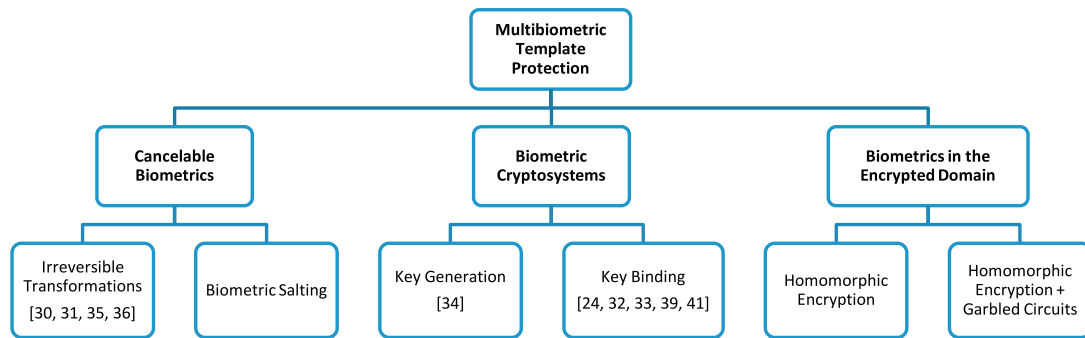 Multibiometric
Template
Protection
Cancelable
Biometrics
Biometric
Cryptosystems
Biometrics in the
Encrypted Domain
Irreversible
Transformations
[30, 31, 35, 36]
Biometric Salting
Key Generation
[34]
Key Binding
[24, 32, 33, 39, 41]
Homomorphic
Encryption
Homomorphic
Encryption +
Garbled Circuits